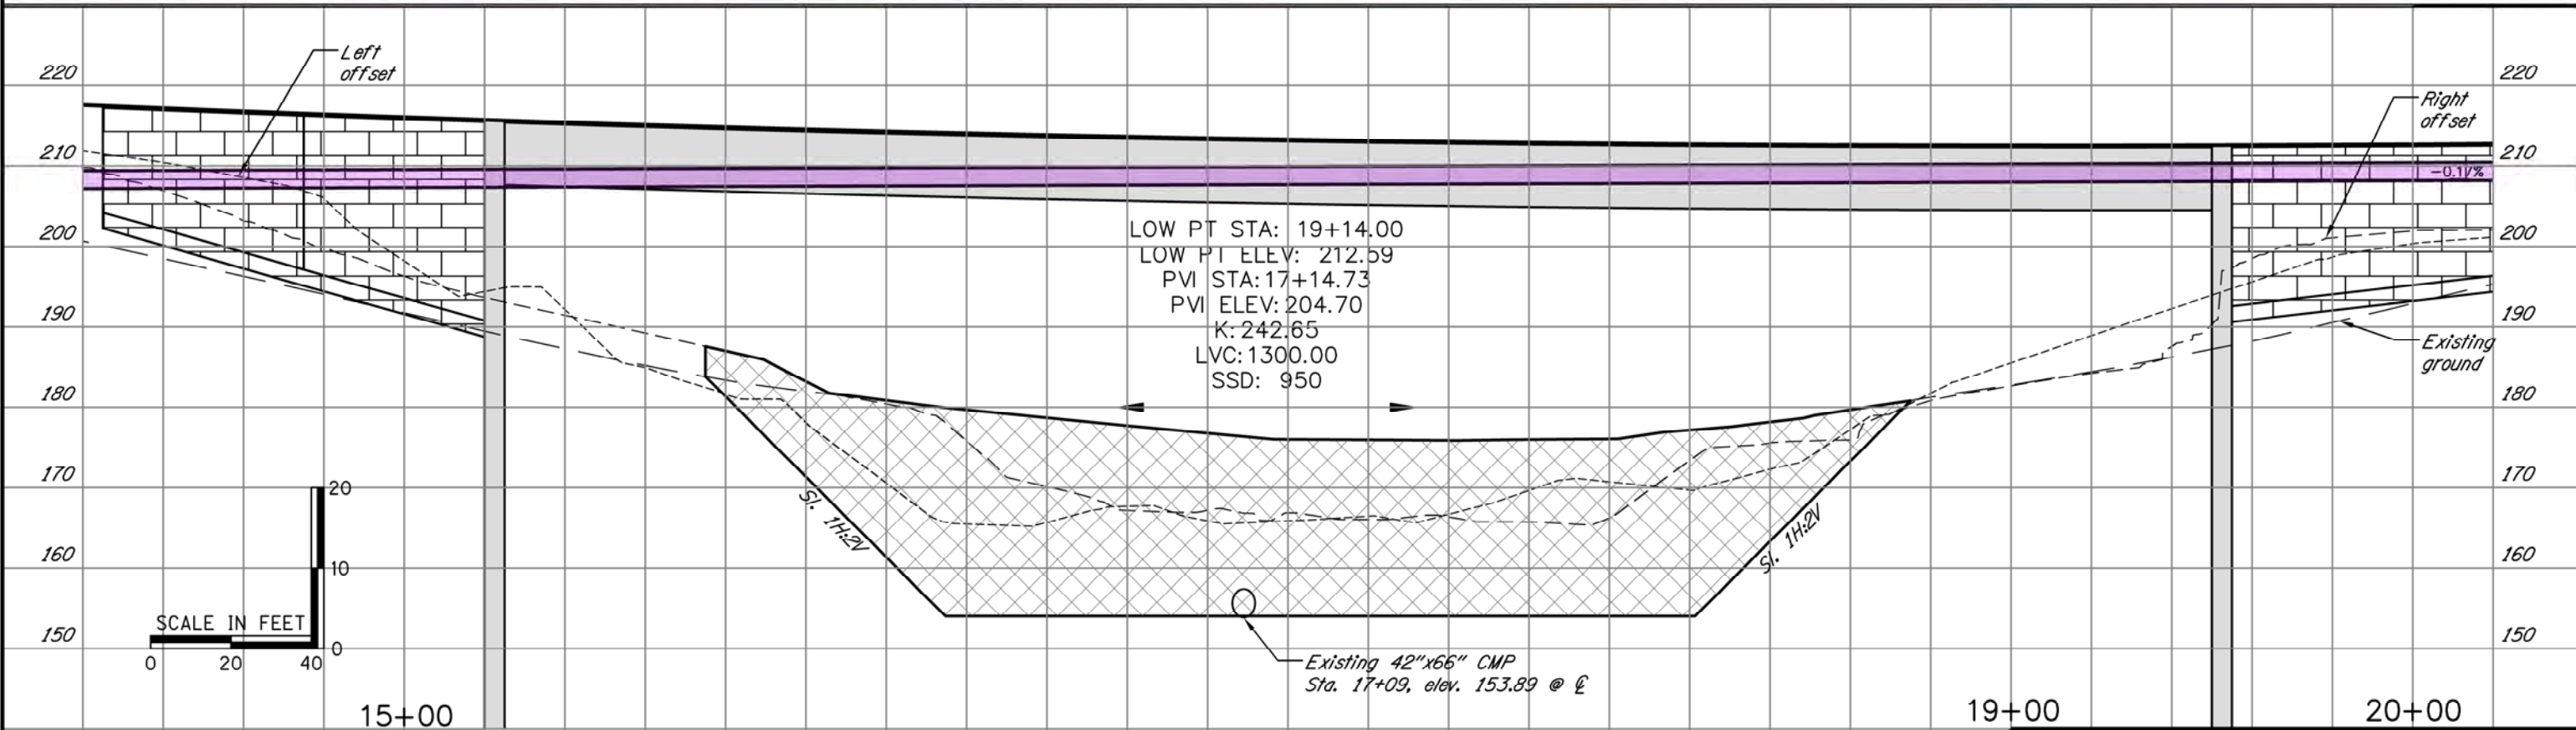 Left
offset
220
220
Right
offset
210
210
-0.17%
200
200
LOW PT STA: 19+14.00
LOW PT ELEV: 212.59
PVI STA:17+14.73
PVI ELEV:204.70
K:242.65
LVC:1300.00
SSD: 950
190
190
Existing
ground
180
180
170
170
20
Sl. 1H:2V
Sl. 1H:2V
160
160
10
SCALE IN FEET
150
150
0
0 20 40
Existing 42"x66" CMP
Sta. 17+09, elev. 153.89 @ ℄
15+00
19+00
20+00